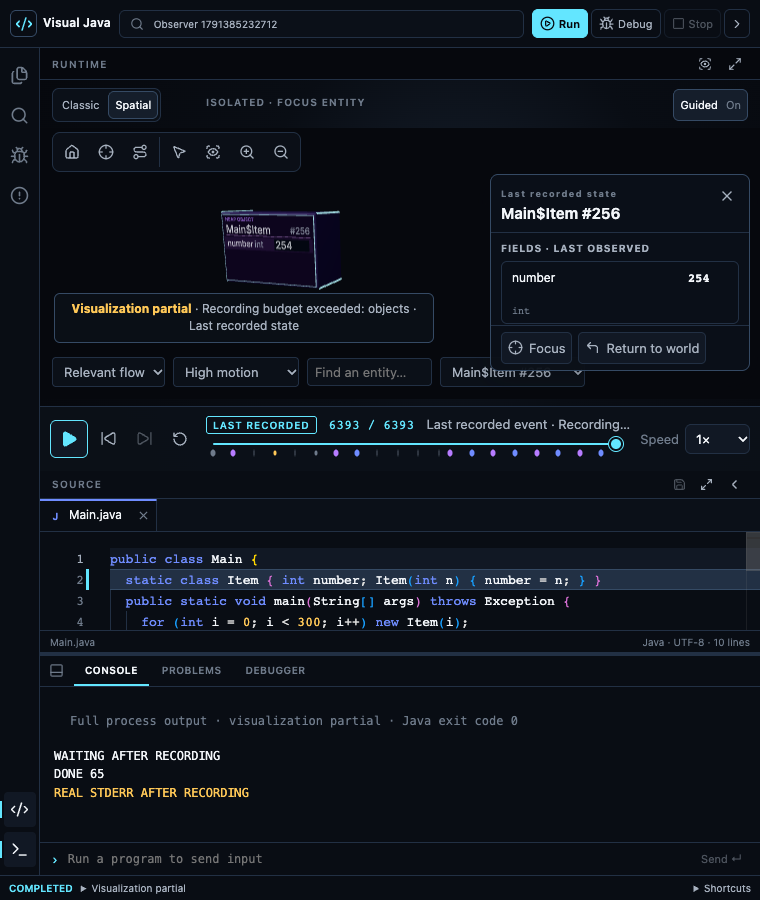 Visual Java
Observer 1791385232712
Run
Debug
Stop
RUNTIME
Classic
Spatial
ISOLATED · FOCUS ENTITY
Guided On
Last recorded state
Main$Item #256
FIELDS · LAST OBSERVED
number 254
int
Focus
Return to world
HEAP OBJECT
Main$Item #256
number int 254
Visualization partial · Recording budget exceeded: objects ·
Last recorded state
Relevant flow
High motion
Find an entity...
Main$Item #256
LAST RECORDED 6393 / 6393 Last recorded event · Recording...
Speed 1×
SOURCE
J Main.java
1 public class Main {
2 static class Item { int number; Item(int n) { number = n; } }
3 public static void main(String[] args) throws Exception {
4 for (int i = 0; i < 300; i++) new Item(i);
Main.java
Java · UTF-8 · 10 lines
CONSOLE
PROBLEMS
DEBUGGER
Full process output · visualization partial · Java exit code 0
WAITING AFTER RECORDING
DONE 65
REAL STDERR AFTER RECORDING
› Run a program to send input
Send ↵
COMPLETED ▸ Visualization partial
▸ Shortcuts